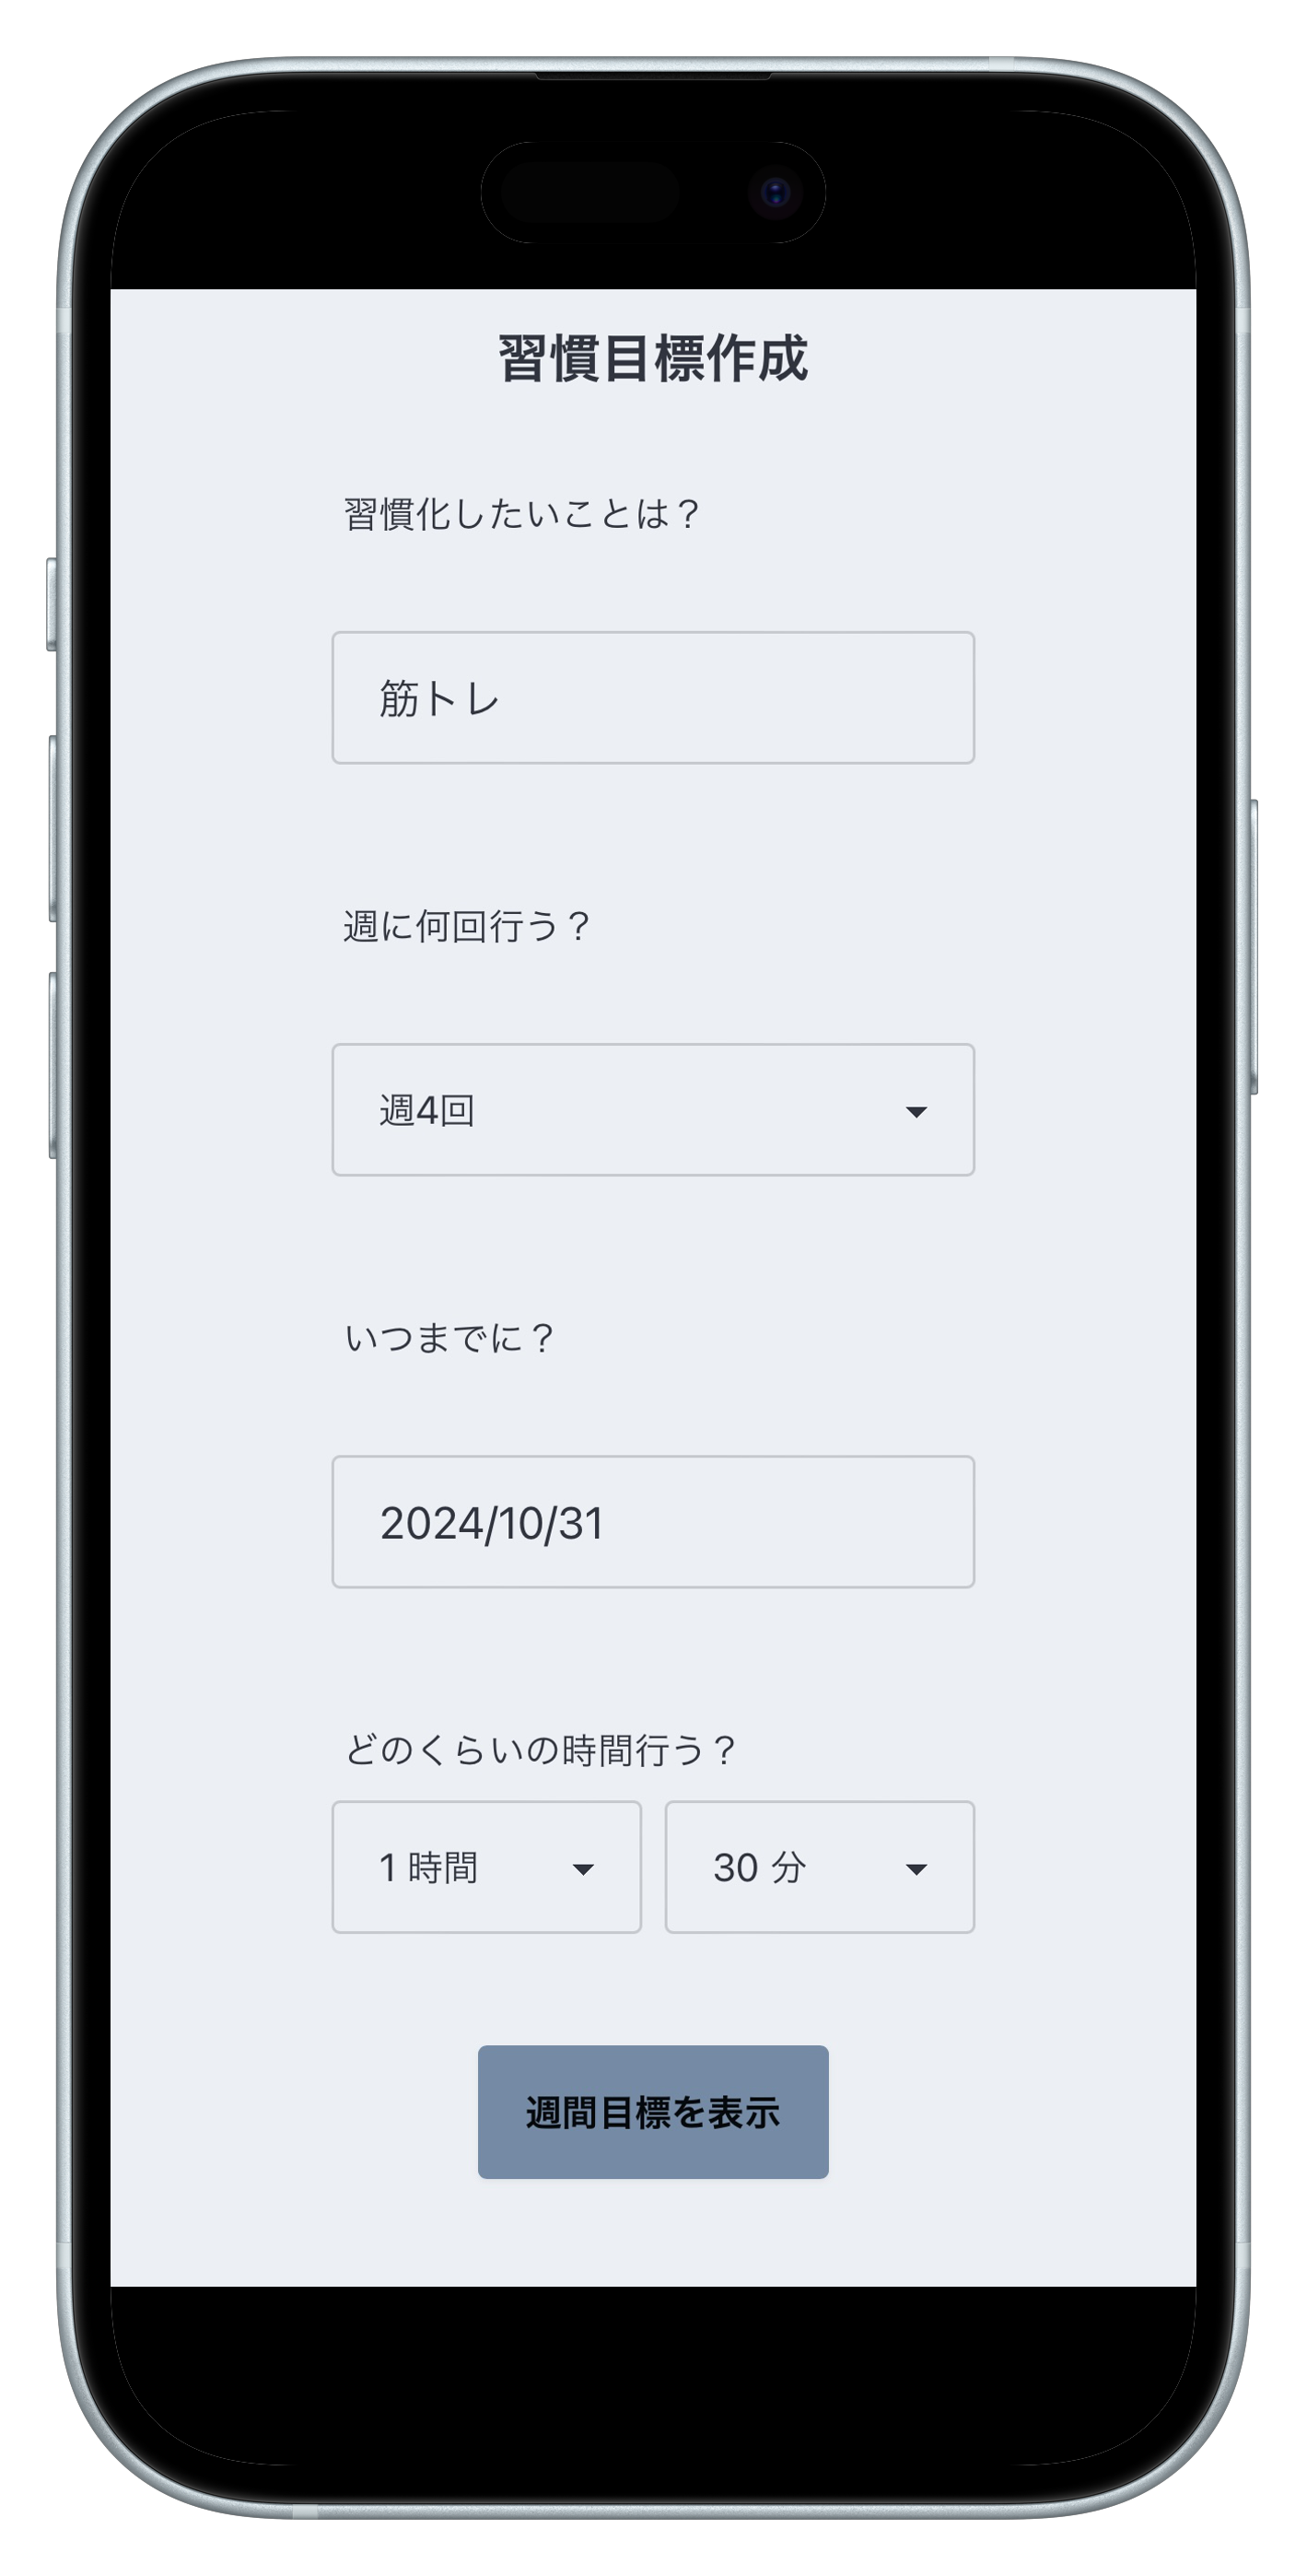 習慣目標作成
習慣化したいことは？
筋トレ
週に何回行う？
週4回
いつまでに？
2024/10/31
どのくらいの時間行う？
1 時間 30 分
週間目標を表示